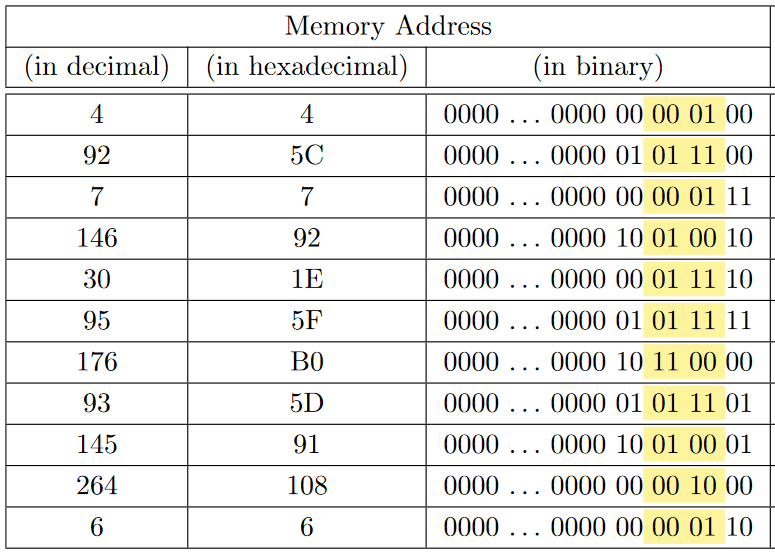 Memory Address
(in decimal) (in hexadecimal) (in binary)
4 4 0000 ... 0000 00 00 01 00
92 5C 0000 ... 0000 01 01 11 00
7 7 0000 ... 0000 00 00 01 11
146 92 0000 ... 0000 10 01 00 10
30 1E 0000 ... 0000 00 01 11 10
95 5F 0000 ... 0000 01 01 11 11
176 B0 0000 ... 0000 10 11 00 00
93 5D 0000 ... 0000 01 01 11 01
145 91 0000 ... 0000 10 01 00 01
264 108 0000 ... 0000 00 00 10 00
6 6 0000 ... 0000 00 00 01 10